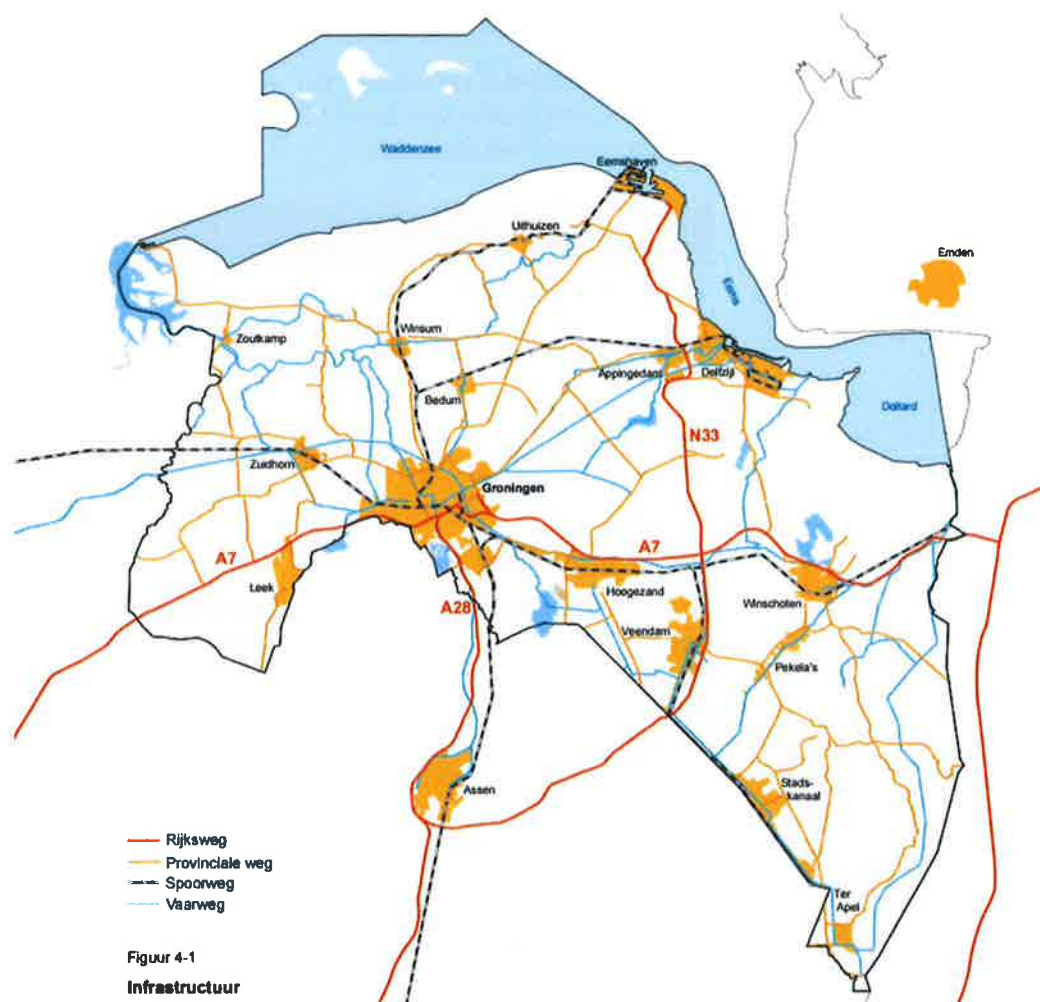 Waddenzee
Eemshaven
Uithuizen
Emden
Eems
Zoutkamp
Winsum
Appingedam
Delfzijl
Bedum
Dollard
N33
Zuidhorn
Groningen
A7
A7
Leek
Hoogezand
A28
Winschoten
Veendam
Pekela's
Assen
Stads-
kanaal
Rijksweg
Provinciale weg
Spoorweg
Vaarweg
Ter
Apel
Figuur 4-1
Infrastructuur